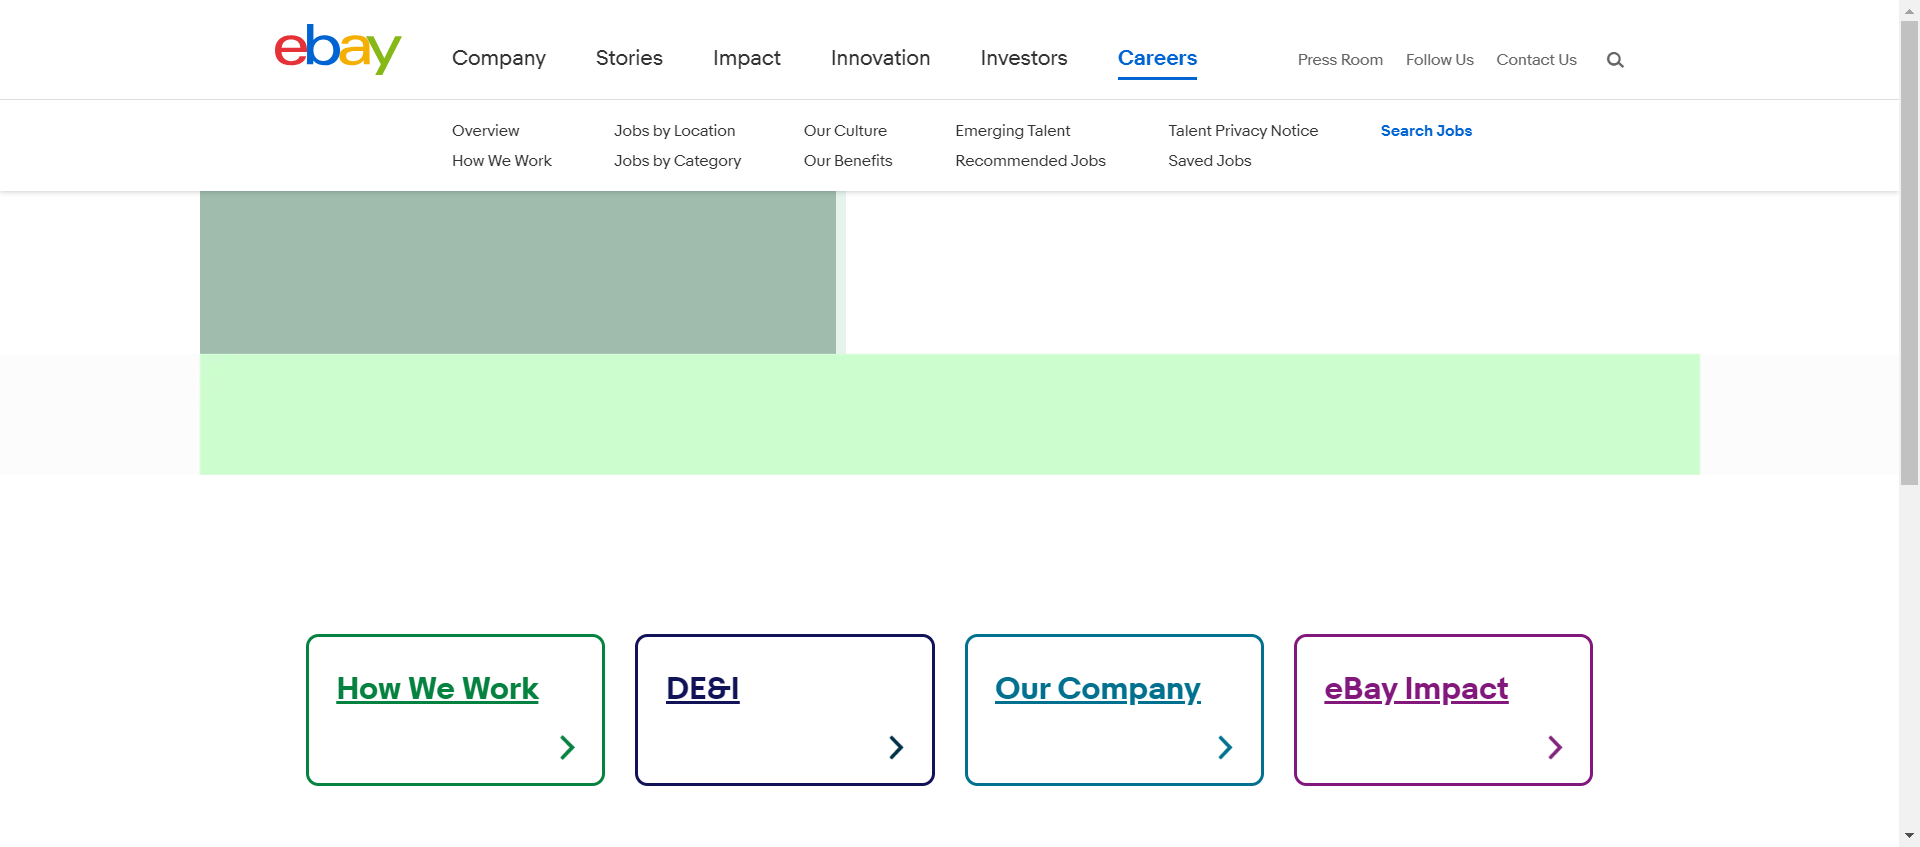 ebay
Company Stories Impact Innovation Investors Careers Press Room Follow Us Contact Us
Overview Jobs by Location Our Culture Emerging Talent Talent Privacy Notice Search Jobs
How We Work Jobs by Category Our Benefits Recommended Jobs Saved Jobs
How We Work DE&I Our Company eBay Impact